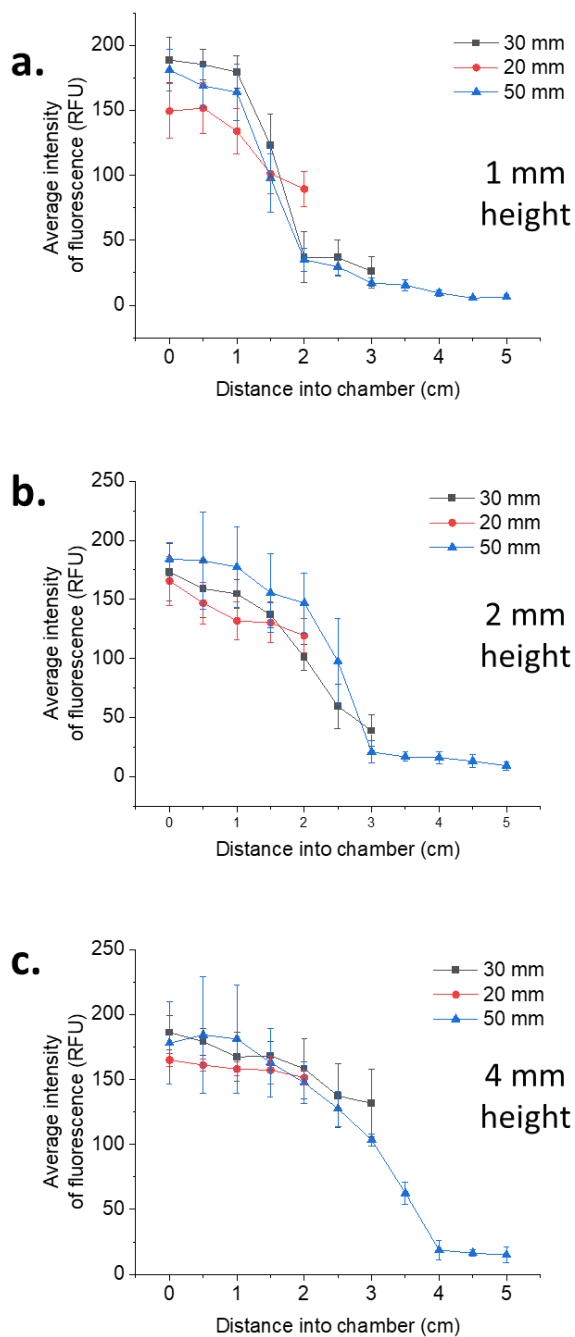 a.
200
150
100
50
0
Average intensity
of fluorescence (RFU)
30 mm
20 mm
50 mm
1 mm
height
0 1 2 3 4 5
Distance into chamber (cm)
b.
250
200
150
100
50
0
Average intensity
of fluorescence (RFU)
30 mm
20 mm
50 mm
2 mm
height
0 1 2 3 4 5
Distance into chamber (cm)
c.
250
200
150
100
50
0
Average intensity
of fluorescence (RFU)
30 mm
20 mm
50 mm
4 mm
height
0 1 2 3 4 5
Distance into chamber (cm)